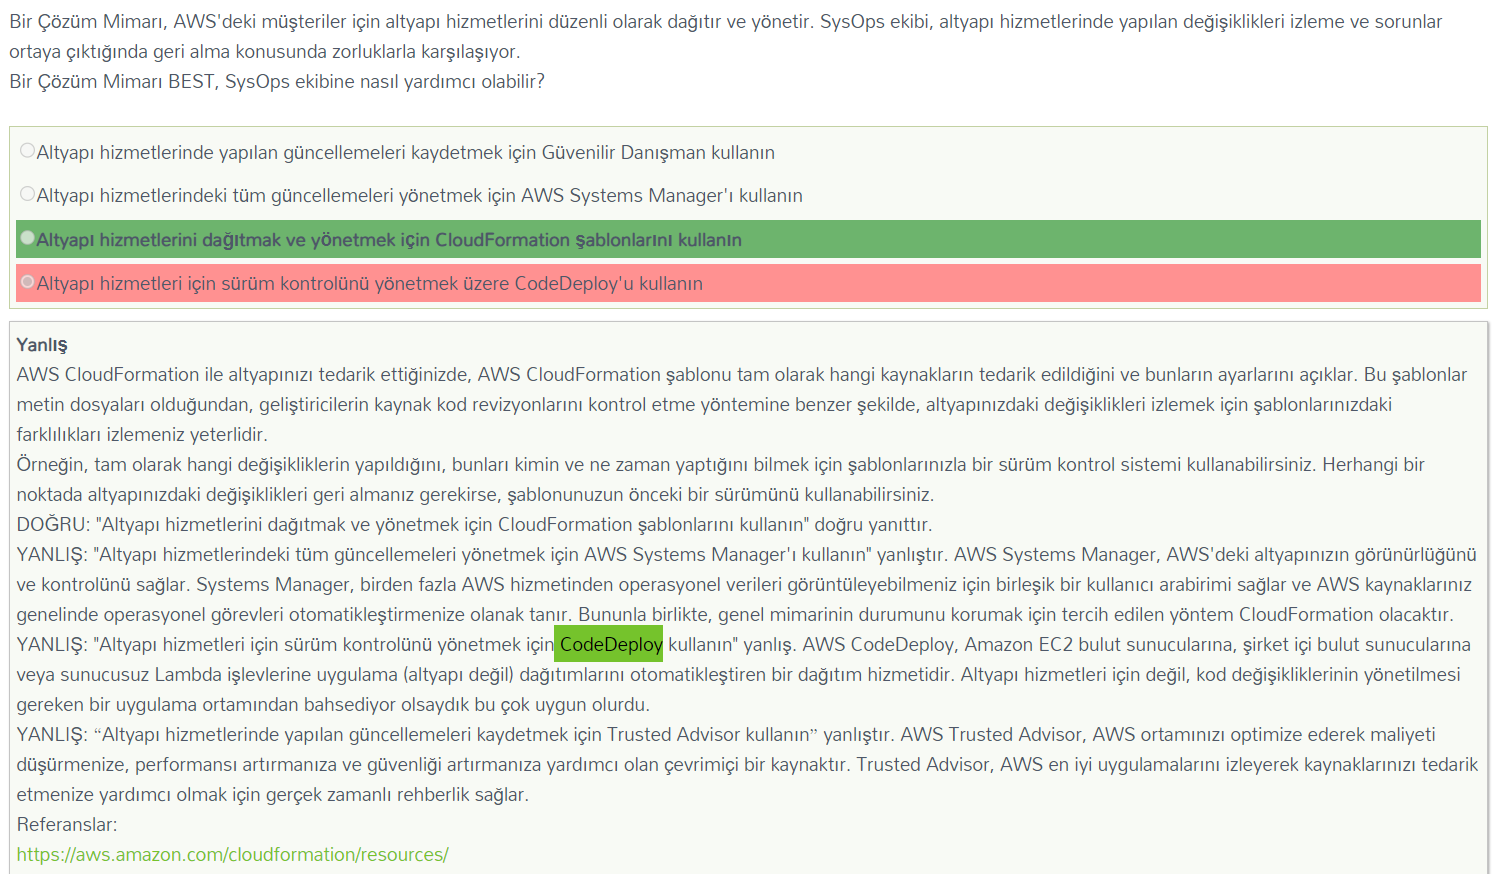 Bir Çözüm Mimarı, AWS'deki müşteriler için altyapı hizmetlerini düzenli olarak dağıtır ve yönetir. SysOps ekibi, altyapı hizmetlerinde yapılan değişiklikleri izleme ve sorunlar
ortaya çıktığında geri alma konusunda zorluklarla karşılaşıyor.
Bir Çözüm Mimarı BEST, SysOps ekibine nasıl yardımcı olabilir?
Altyapı hizmetlerinde yapılan güncellemeleri kaydetmek için Güvenilir Danışman kullanın
Altyapı hizmetlerindeki tüm güncellemeleri yönetmek için AWS Systems Manager'ı kullanın
Altyapı hizmetlerini dağıtmak ve yönetmek için CloudFormation şablonlarını kullanın
Altyapı hizmetleri için sürüm kontrolünü yönetmek üzere CodeDeploy'u kullanın
Yanlış
AWS CloudFormation ile altyapınızı tedarik ettiğinizde, AWS CloudFormation şablonu tam olarak hangi kaynakların tedarik edildiğini ve bunların ayarlarını açıklar. Bu şablonlar
metin dosyaları olduğundan, geliştiricilerin kaynak kod revizyonlarını kontrol etme yöntemine benzer şekilde, altyapınızdaki değişiklikleri izlemek için şablonlarınızdaki
farklılıkları izlemeniz yeterlidir.
Örneğin, tam olarak hangi değişikliklerin yapıldığını, bunları kimin ve ne zaman yaptığını bilmek için şablonlarınızla bir sürüm kontrol sistemi kullanabilirsiniz. Herhangi bir
noktada altyapınızdaki değişiklikleri geri almanız gerekirse, şablonunuzun önceki bir sürümünü kullanabilirsiniz.
DOĞRU: "Altyapı hizmetlerini dağıtmak ve yönetmek için CloudFormation şablonlarını kullanın" doğru yanıttır.
YANLIŞ: "Altyapı hizmetlerindeki tüm güncellemeleri yönetmek için AWS Systems Manager'ı kullanın" yanlıştır. AWS Systems Manager, AWS'deki altyapınızın görünürlüğünü
ve kontrolünü sağlar. Systems Manager, birden fazla AWS hizmetinden operasyonel verileri görüntüleyebilmeniz için birleşik bir kullanıcı arabirimi sağlar ve AWS kaynaklarınız
genelinde operasyonel görevleri otomatikleştirmenize olanak tanır. Bununla birlikte, genel mimarinin durumunu korumak için tercih edilen yöntem CloudFormation olacaktır.
YANLIŞ: "Altyapı hizmetleri için sürüm kontrolünü yönetmek için CodeDeploy kullanın" yanlış. AWS CodeDeploy, Amazon EC2 bulut sunucularına, şirket içi bulut sunucularına
veya sunucusuz Lambda işlevlerine uygulama (altyapı değil) dağıtımlarını otomatikleştiren bir dağıtım hizmetidir. Altyapı hizmetleri için değil, kod değişikliklerinin yönetilmesi
gereken bir uygulama ortamından bahsediyor olsaydık bu çok uygun olurdu.
YANLIŞ: “Altyapı hizmetlerinde yapılan güncellemeleri kaydetmek için Trusted Advisor kullanın” yanlıştır. AWS Trusted Advisor, AWS ortamınızı optimize ederek maliyeti
düşürmenize, performansı artırmanıza ve güvenliği artırmanıza yardımcı olan çevrimiçi bir kaynaktır. Trusted Advisor, AWS en iyi uygulamalarını izleyerek kaynaklarınızı tedarik
etmenize yardımcı olmak için gerçek zamanlı rehberlik sağlar.
Referanslar:
https://aws.amazon.com/cloudformation/resources/